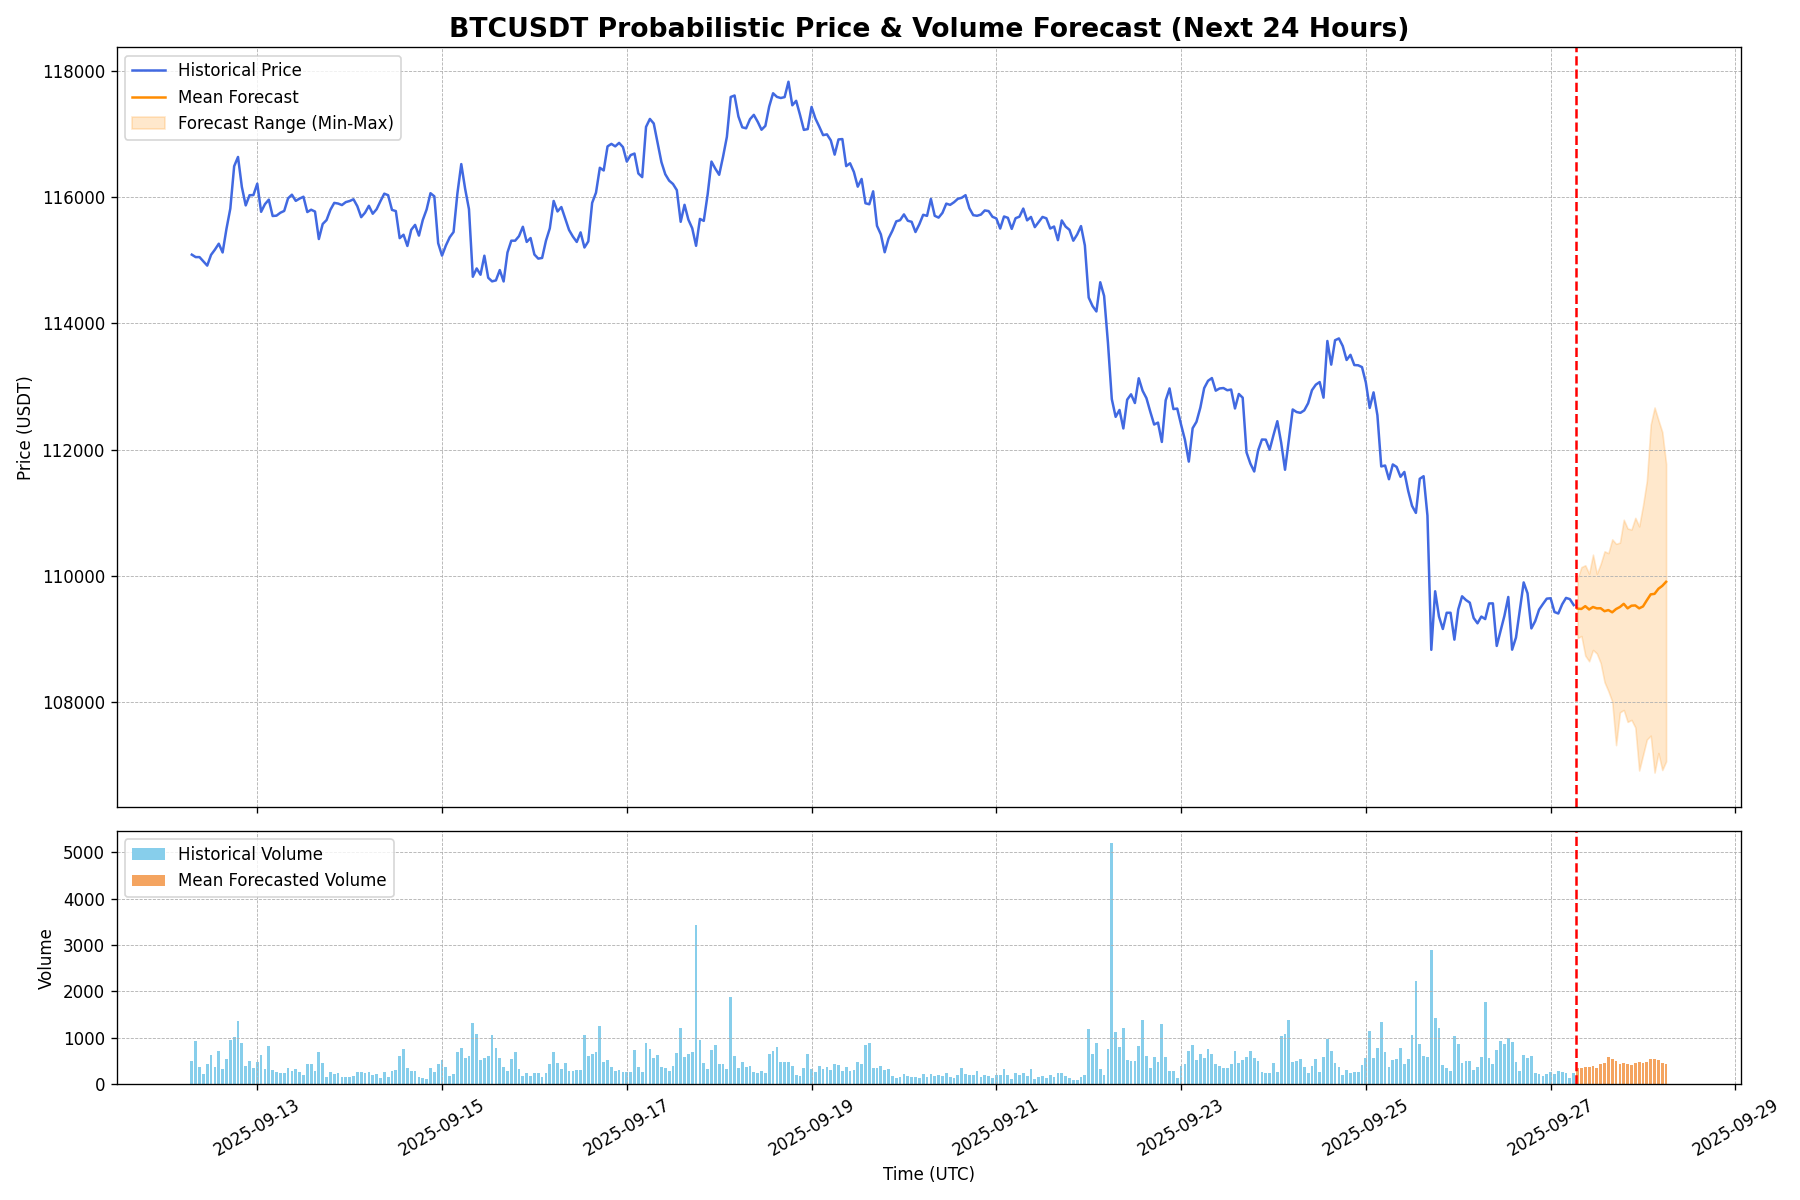 BTCUSDT Probabilistic Price & Volume Forecast (Next 24 Hours)
Historical Price
Mean Forecast
Forecast Range (Min-Max)
118000
116000
114000
112000
110000
108000
Price (USDT)
Historical Volume
Mean Forecasted Volume
5000
4000
3000
2000
1000
0
Volume
2025-09-13
2025-09-15
2025-09-17
2025-09-19
2025-09-21
2025-09-23
2025-09-25
2025-09-27
2025-09-29
Time (UTC)